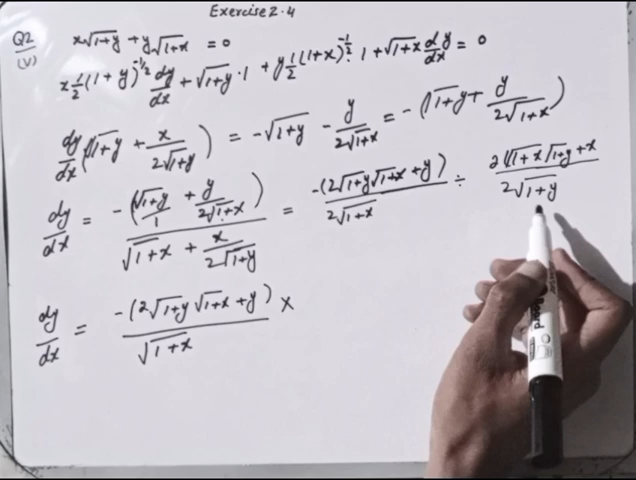 Exercise 2.4
Q2 x√1+y + y√1+x = 0
(v)
x 1/2 (1+y)^-1/2 dy/dx + √1+y · 1 + y 1/2 (1+x)^-1/2 · 1 + √1+x dy/dx = 0
dy/dx (√1+y + x/2√1+y) = -√1+y - y/2√1+x = -(√1+y + y/2√1+x)
dy/dx = -(√1+y/1 + y/2√1+x) / √1+x + x/2√1+y = -(2√1+y √1+x + y) / 2√1+x ÷ 2√1+x √1+y + x / 2√1+y
dy/dx = -(2√1+y √1+x + y) / √1+x ×